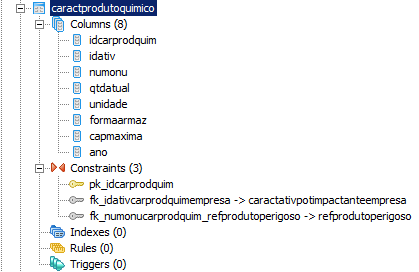 caractprodutoquimico
Columns (8)
idcarprodquim
idativ
numonu
qtdatual
unidade
formaarmaz
capmaxima
ano
Constraints (3)
pk_idcarprodquim
fk_idativcarprodquimempresa -> caractativpotimpactanteempresa
fk_numonucarprodquim_refprodutoperigoso -> refprodutoperigoso
Indexes (0)
Rules (0)
Triggers (0)